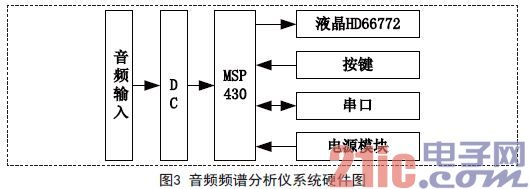 音频输入
DC
MSP430
液晶HD66772
按键
串口
电源模块
21ic电子网
图3 音频频谱分析仪系统硬件图